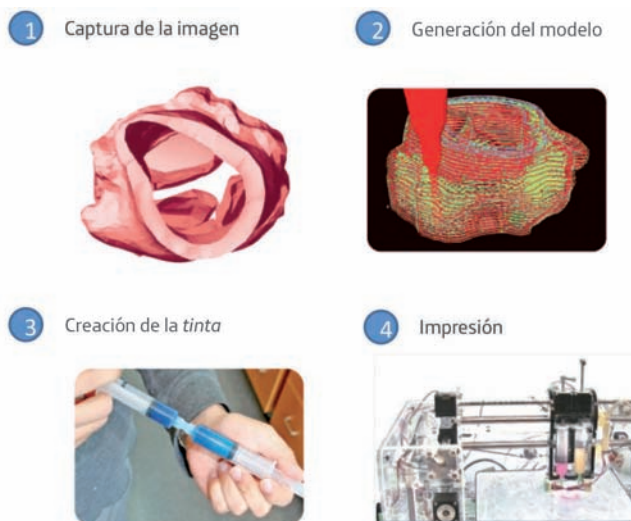 1 Captura de la imagen
2 Generación del modelo
3 Creación de la tinta
4 Impresión